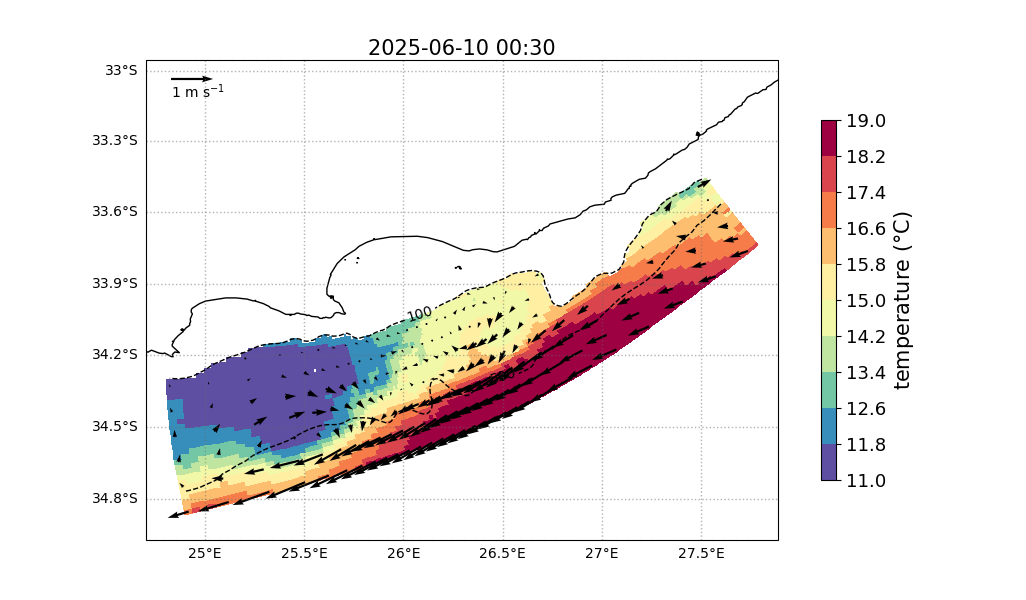 2025-06-10 00:30
1 m s⁻¹
33°S
33.3°S
33.6°S
33.9°S
34.2°S
34.5°S
34.8°S
25°E
25.5°E
26°E
26.5°E
27°E
27.5°E
100
19.0
18.2
17.4
16.6
15.8
15.0
14.2
13.4
12.6
11.8
11.0
temperature (°C)